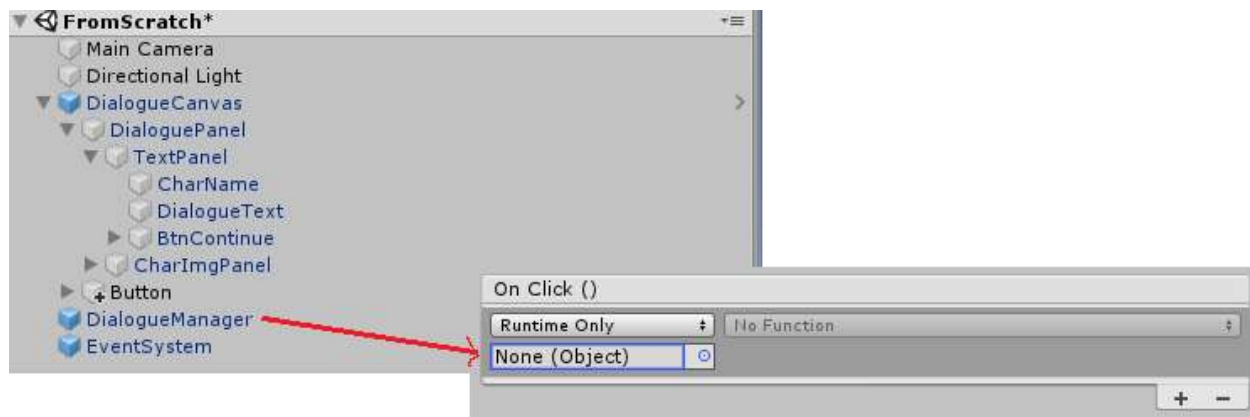 FromScratch*
Main Camera
Directional Light
DialogueCanvas
DialoguePanel
TextPanel
CharName
DialogueText
BtnContinue
CharImgPanel
Button
DialogueManager
EventSystem
On Click ()
Runtime Only No Function
None (Object)
+ -